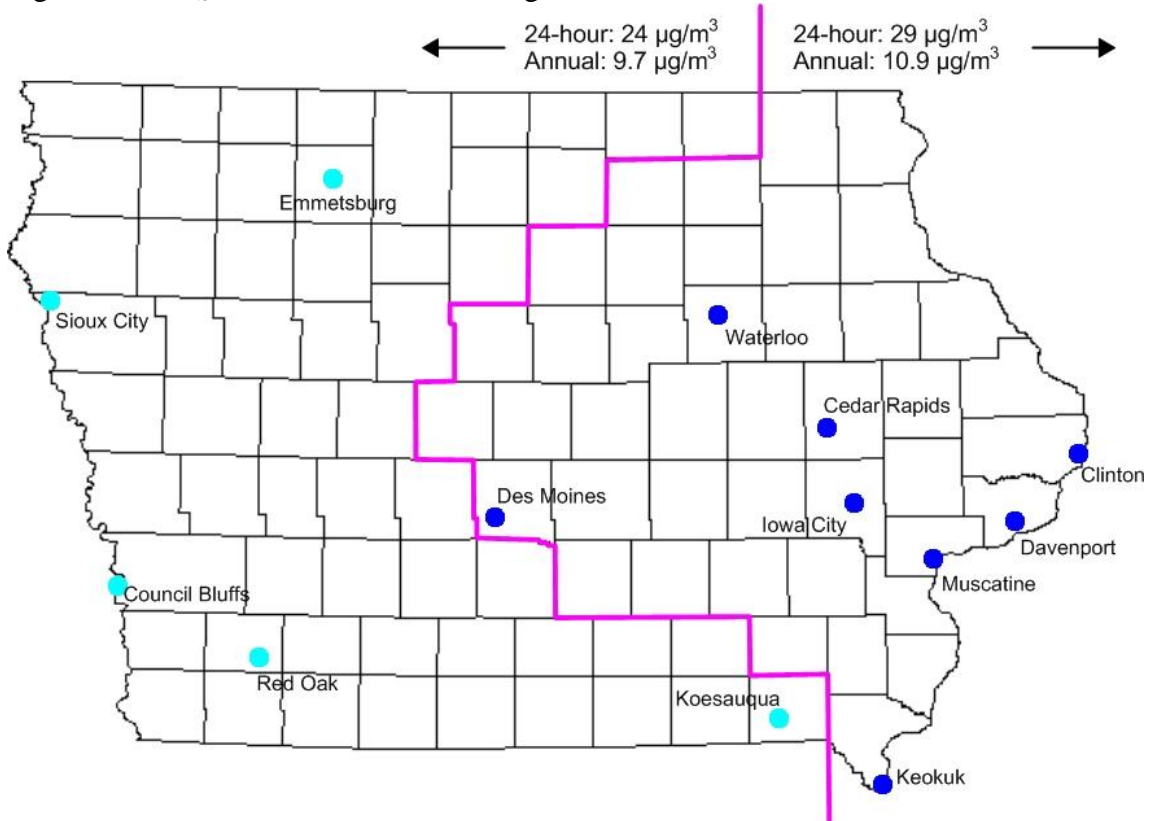 24-hour: 24 µg/m³
Annual: 9.7 µg/m³
24-hour: 29 µg/m³
Annual: 10.9 µg/m³
Emmetsburg
Sioux City
Waterloo
Cedar Rapids
Clinton
Des Moines
Iowa City
Davenport
Muscatine
Council Bluffs
Red Oak
Koesauqua
Keokuk